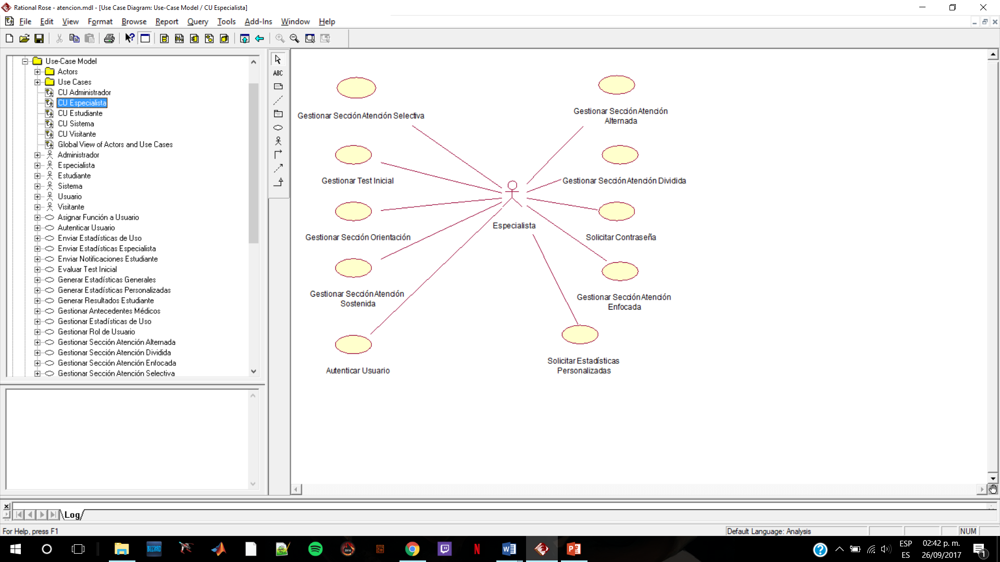 Rational Rose - atencion.mdl - [Use Case Diagram: Use-Case Model / CU Especialista]
File Edit View Format Browse Report Query Tools Add-Ins Window Help
Use-Case Model
Actors
Use Cases
CU Administrador
CU Especialista
CU Estudiante
CU Sistema
CU Visitante
Global View of Actors and Use Cases
Administrador
Especialista
Estudiante
Sistema
Usuario
Visitante
Asignar Función a Usuario
Autenticar Usuario
Enviar Estadísticas de Uso
Enviar Estadísticas Especialista
Enviar Notificaciones Estudiante
Evaluar Test Inicial
Generar Estadísticas Generales
Generar Estadísticas Personalizadas
Generar Resultados Estudiante
Gestionar Antecedentes Médicos
Gestionar Estadísticas de Uso
Gestionar Rol de Usuario
Gestionar Sección Atención Alternada
Gestionar Sección Atención Dividida
Gestionar Sección Atención Enfocada
Gestionar Sección Atención Selectiva
ABC
Gestionar Sección Atención Selectiva
Gestionar Sección Atención
Alternada
Gestionar Test Inicial
Gestionar Sección Atención Dividida
Especialista
Gestionar Sección Orientación
Solicitar Contraseña
Gestionar Sección Atención
Sostenida
Gestionar Sección Atención
Enfocada
Autenticar Usuario
Solicitar Estadísticas
Personalizadas
Log
For Help, press F1
Default Language: Analysis
NUM
BLIZZARD
2016
ESP
ES
02:42 p. m.
26/09/2017
1